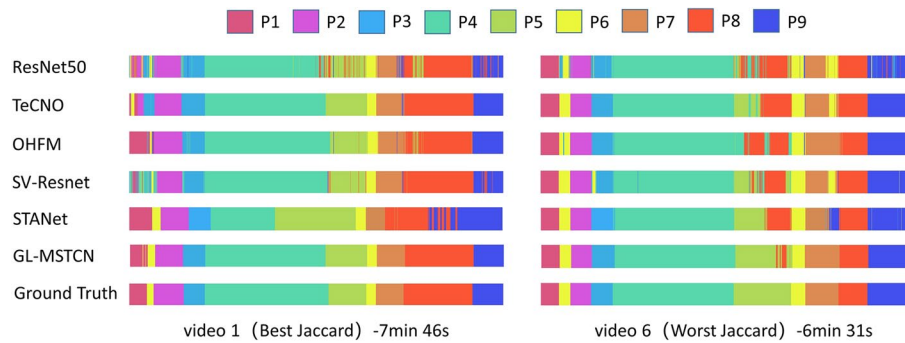 P1 P2 P3 P4 P5 P6 P7 P8 P9
ResNet50
TeCNO
OHFM
SV-Resnet
STANet
GL-MSTCN
Ground Truth
video 1（Best Jaccard）-7min 46s
video 6（Worst Jaccard）-6min 31s